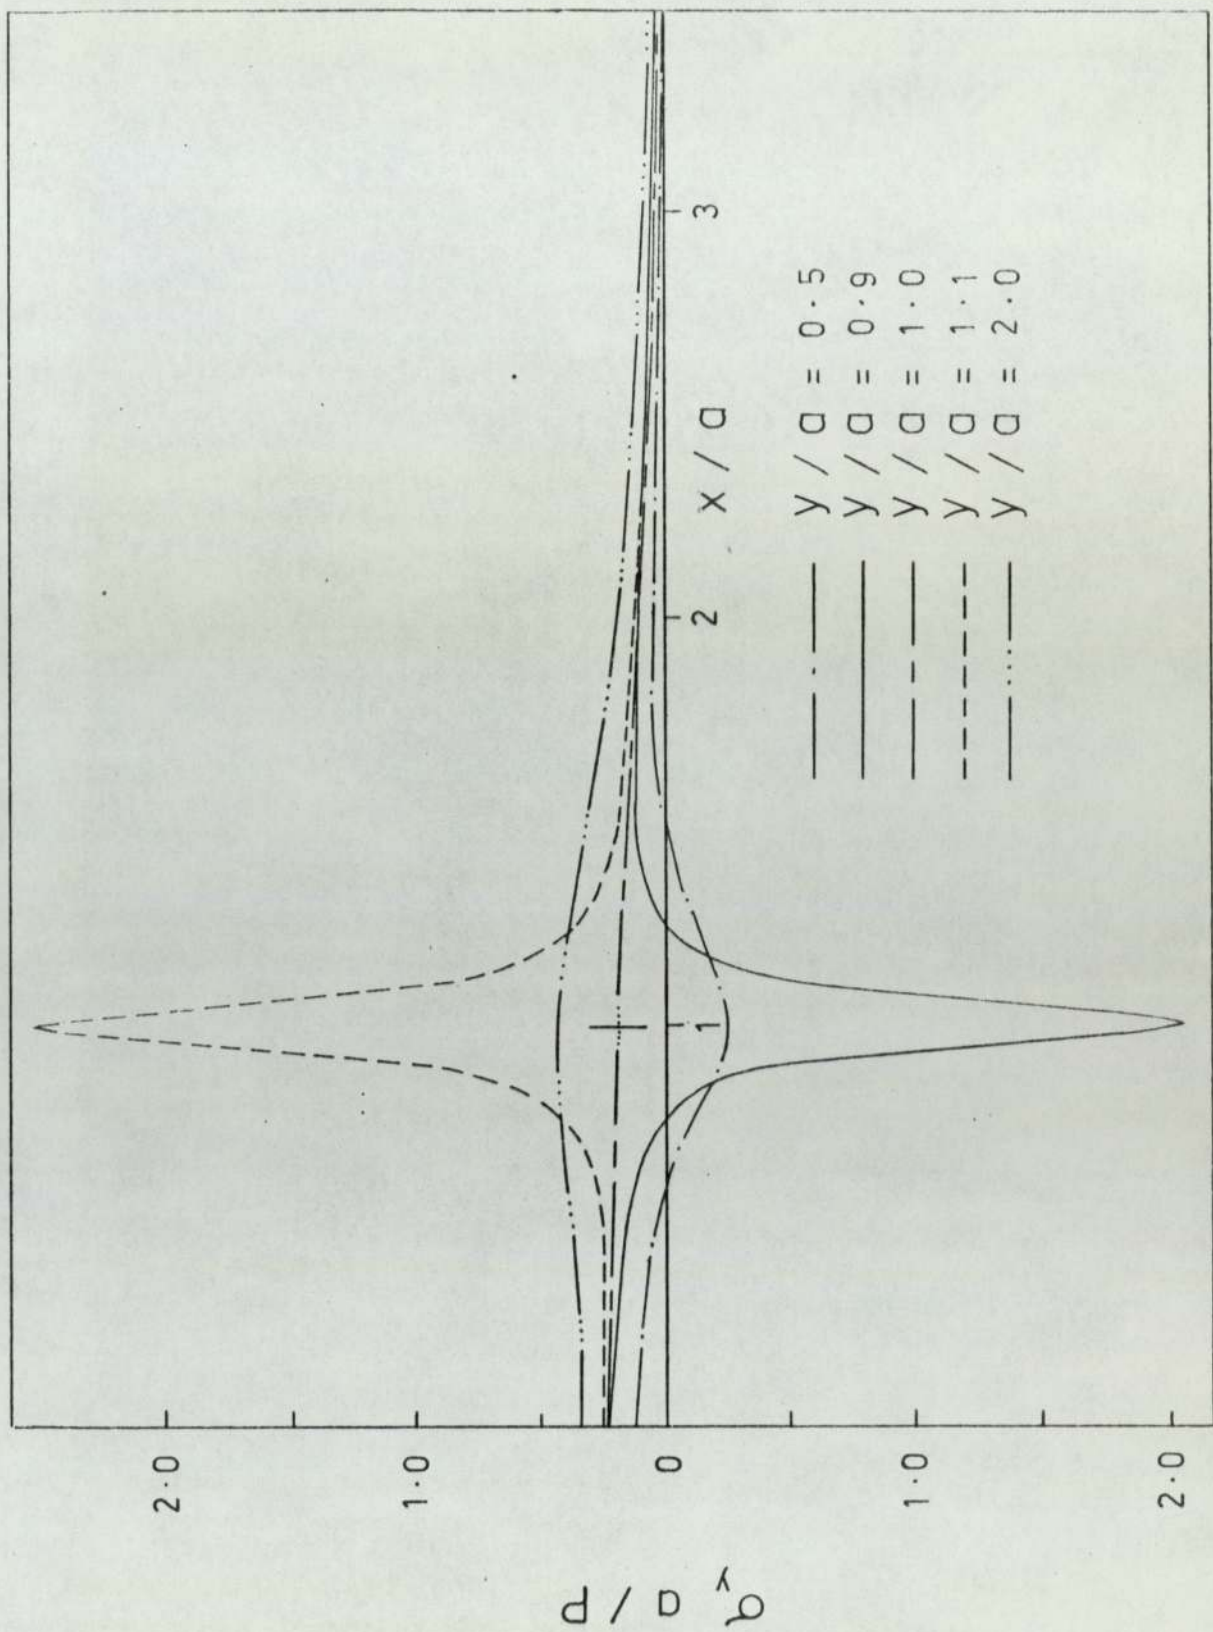 σy a/P
2·0
1·0
0
1·0
2·0
1
2
3
x / a
y / a = 0·5
y / a = 0·9
y / a = 1·0
y / a = 1·1
y / a = 2·0